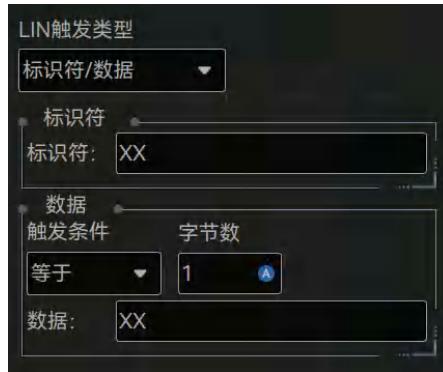 LIN触发类型
标识符/数据
标识符
标识符: XX
数据
触发条件 字节数
等于 1 A
数据: XX